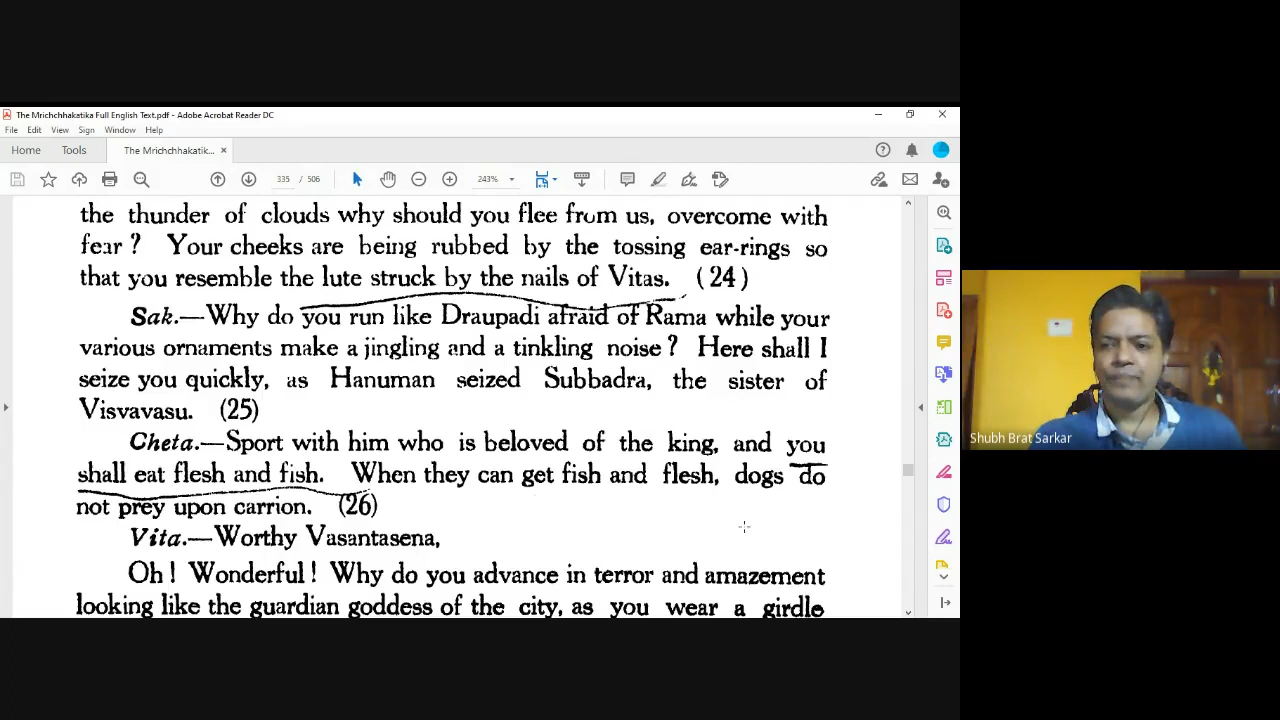 The Mrichchhakatika Full English Text.pdf - Adobe Acrobat Reader DC
File Edit View Sign Window Help
Home Tools The Mrichchhakatik... ×
335 / 506 243%
the thunder of clouds why should you flee from us, overcome with
fear ? Your cheeks are being rubbed by the tossing ear-rings so
that you resemble the lute struck by the nails of Vitas. (24)
Sak.—Why do you run like Draupadi afraid of Rama while your
various ornaments make a jingling and a tinkling noise ? Here shall I
seize you quickly, as Hanuman seized Subbadra, the sister of
Visvavasu. (25)
Cheta.—Sport with him who is beloved of the king, and you
shall eat flesh and fish. When they can get fish and flesh, dogs do
not prey upon carrion. (26)
Vita.—Worthy Vasantasena,
Oh ! Wonderful ! Why do you advance in terror and amazement
looking like the guardian goddess of the city, as you wear a girdle
Shubh Brat Sarkar